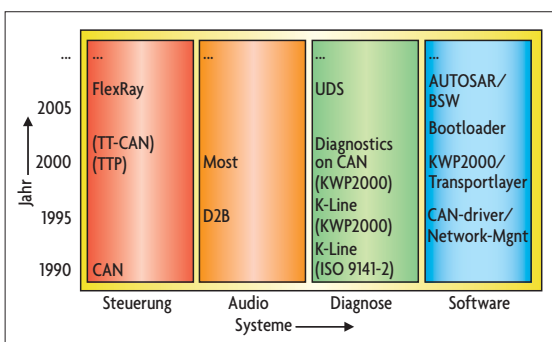 ...
2005
2000
1995
1990
Jahr
...
FlexRay
(TT-CAN)
(TTP)
CAN
...
Most
D2B
...
UDS
Diagnostics
on CAN
(KWP2000)
K-Line
(KWP2000)
K-Line
(ISO 9141-2)
...
AUTOSAR/
BSW
Bootloader
KWP2000/
Transportlayer
CAN-driver/
Network-Mgnt
Steuerung
Audio
Diagnose
Software
Systeme